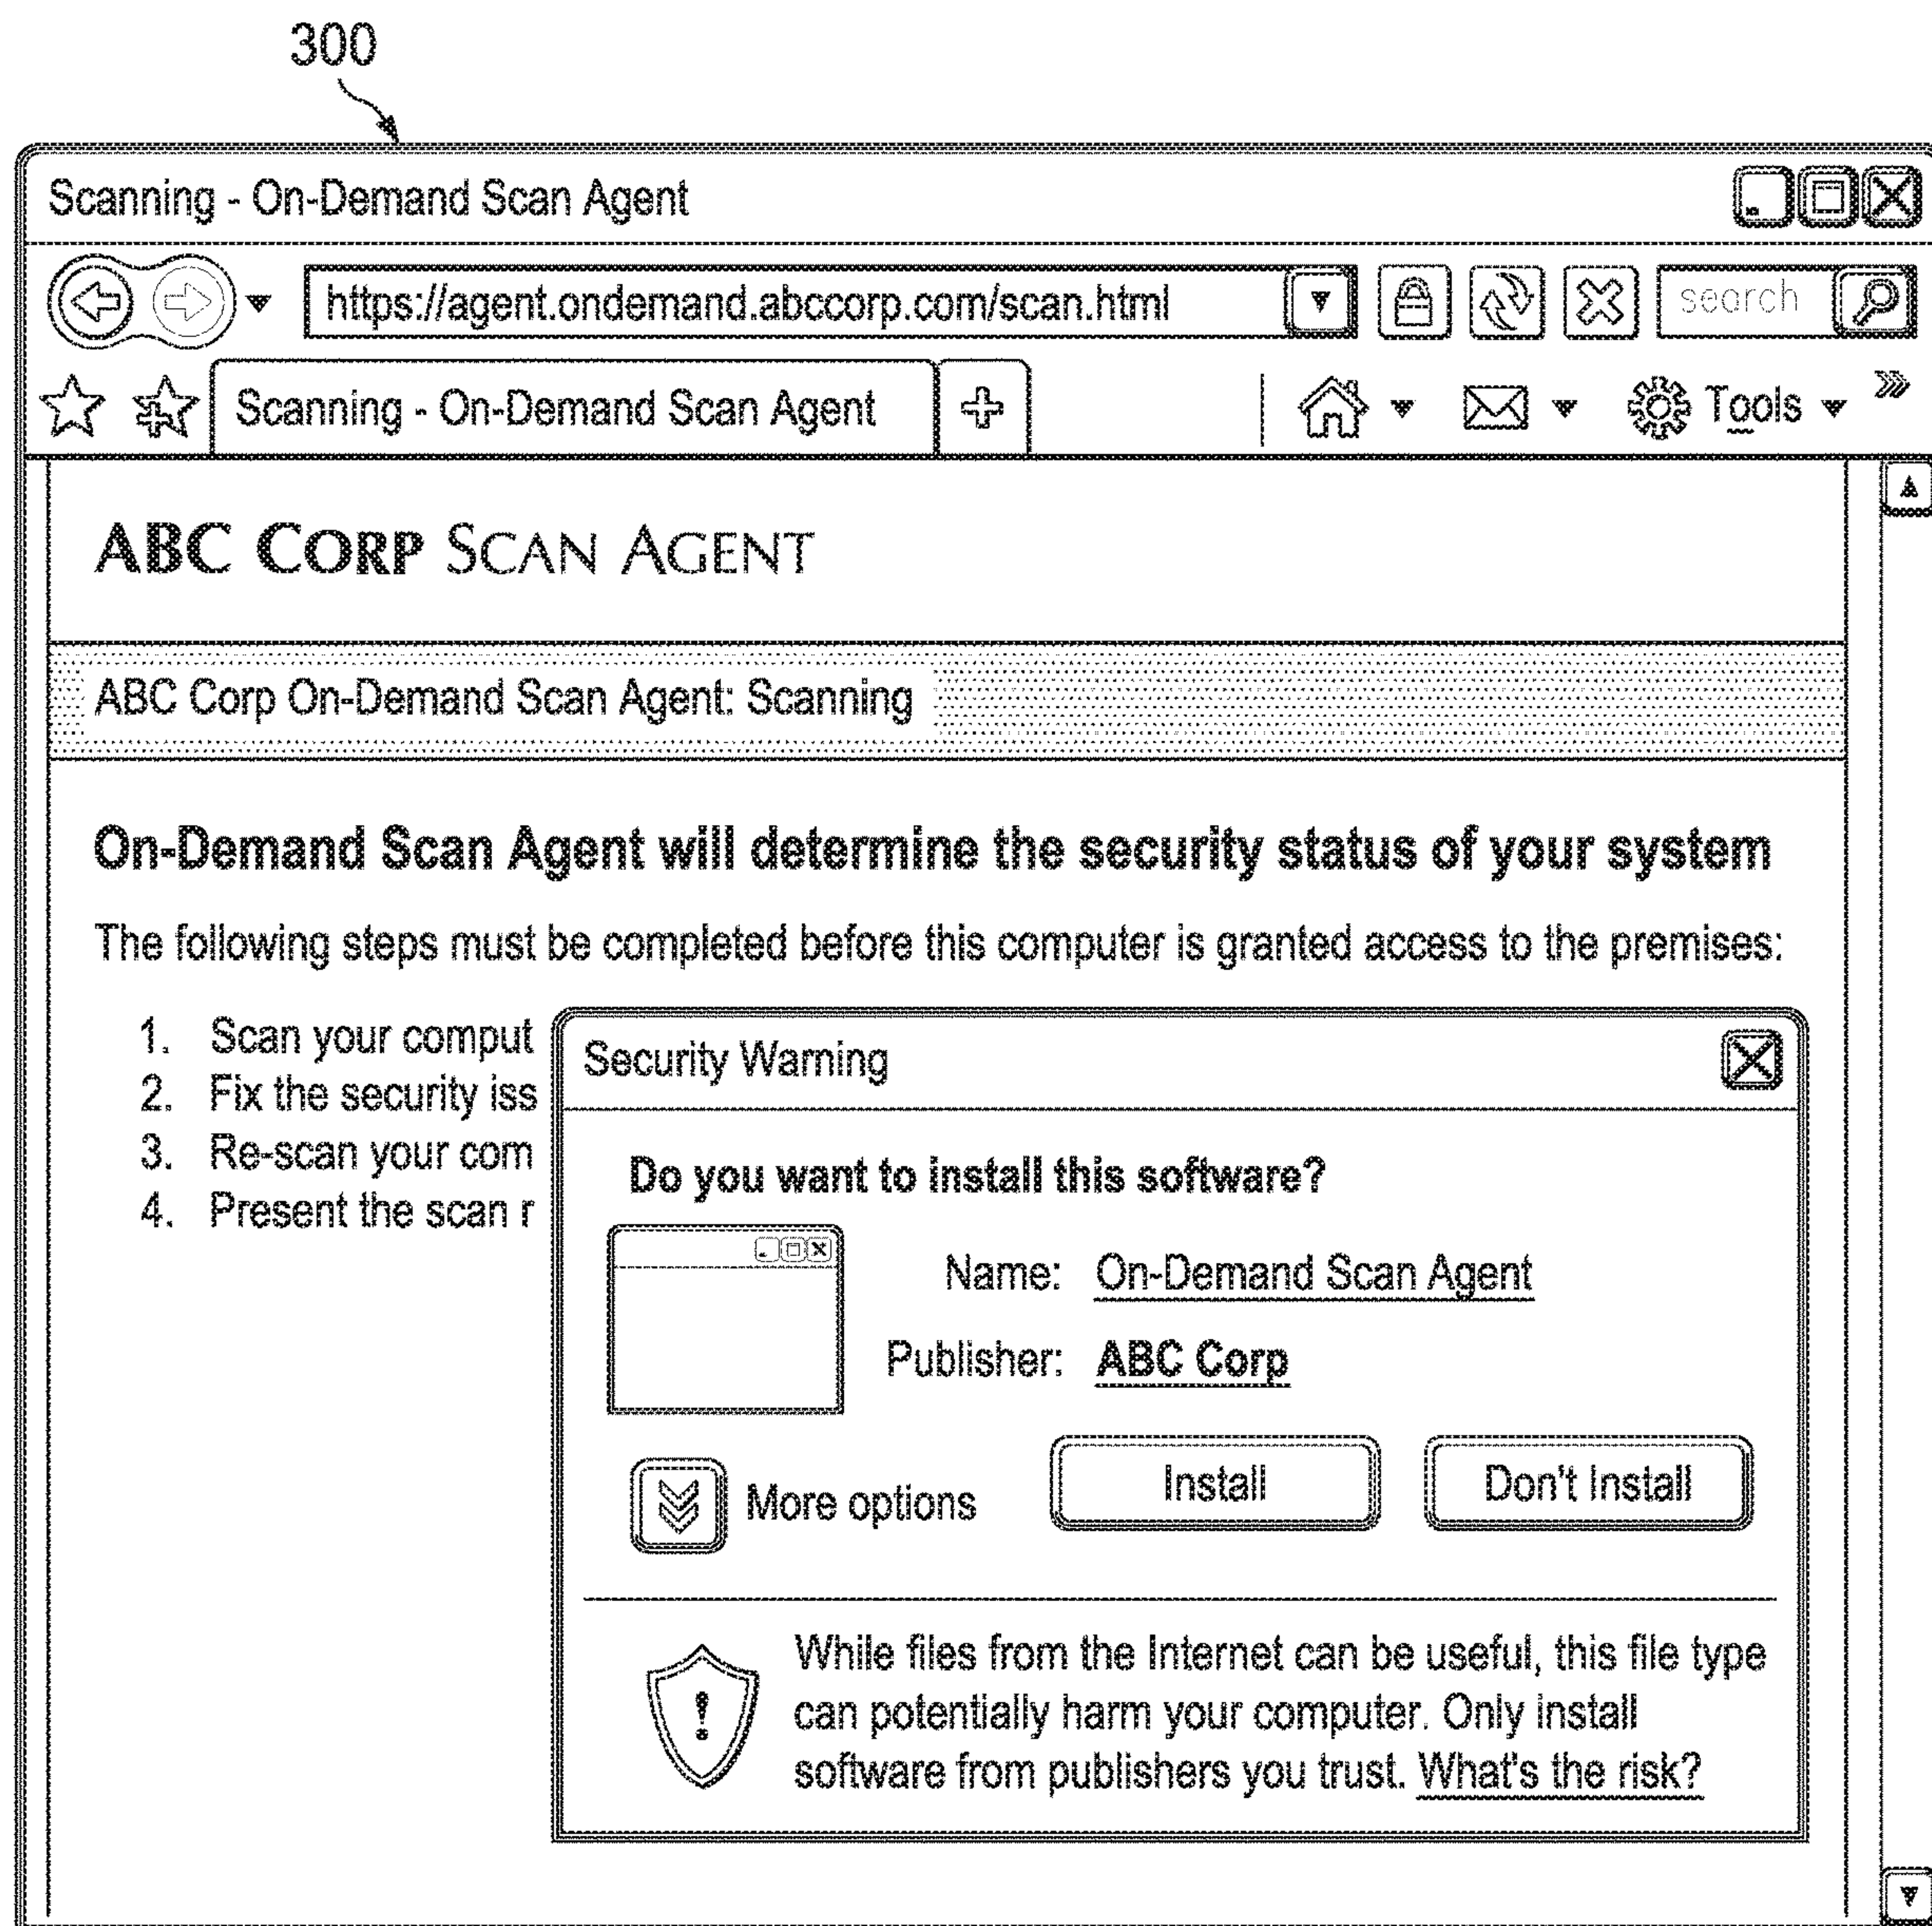 300
Scanning - On-Demand Scan Agent
https://agent.ondemand.abccorp.com/scan.html
search
Scanning - On-Demand Scan Agent
Tools
ABC CORP SCAN AGENT
ABC Corp On-Demand Scan Agent: Scanning
On-Demand Scan Agent will determine the security status of your system
The following steps must be completed before this computer is granted access to the premises:
1. Scan your comput
2. Fix the security iss
3. Re-scan your com
4. Present the scan r
Security Warning
Do you want to install this software?
Name: On-Demand Scan Agent
Publisher: ABC Corp
More options
Install
Don't Install
While files from the Internet can be useful, this file type
can potentially harm your computer. Only install
software from publishers you trust. What's the risk?